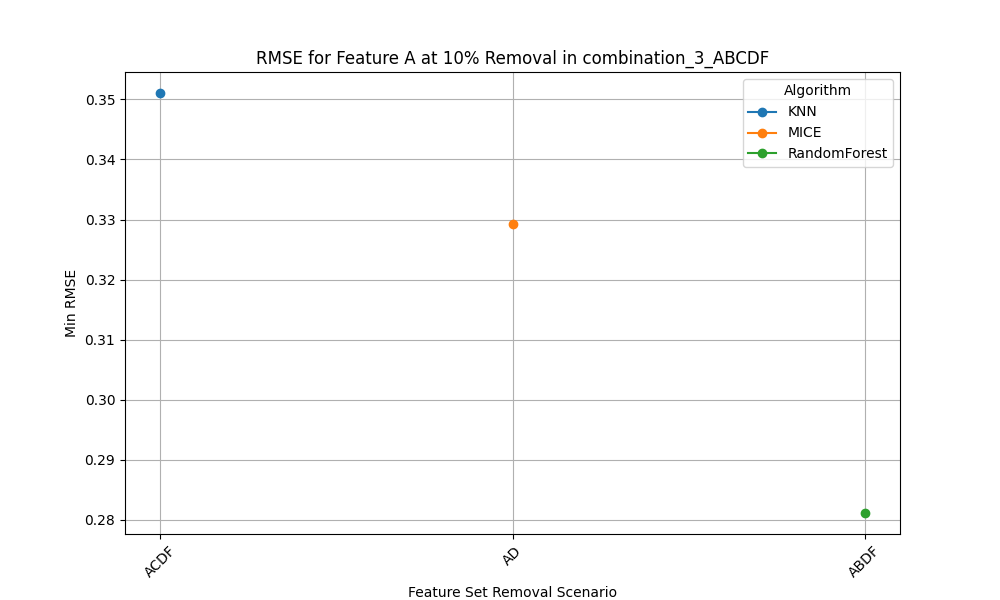 RMSE for Feature A at 10% Removal in combination_3_ABCDF
Algorithm
KNN
MICE
RandomForest
0.35
0.34
0.33
0.32
0.31
0.30
0.29
0.28
Min RMSE
ACDF
AD
ABDF
Feature Set Removal Scenario